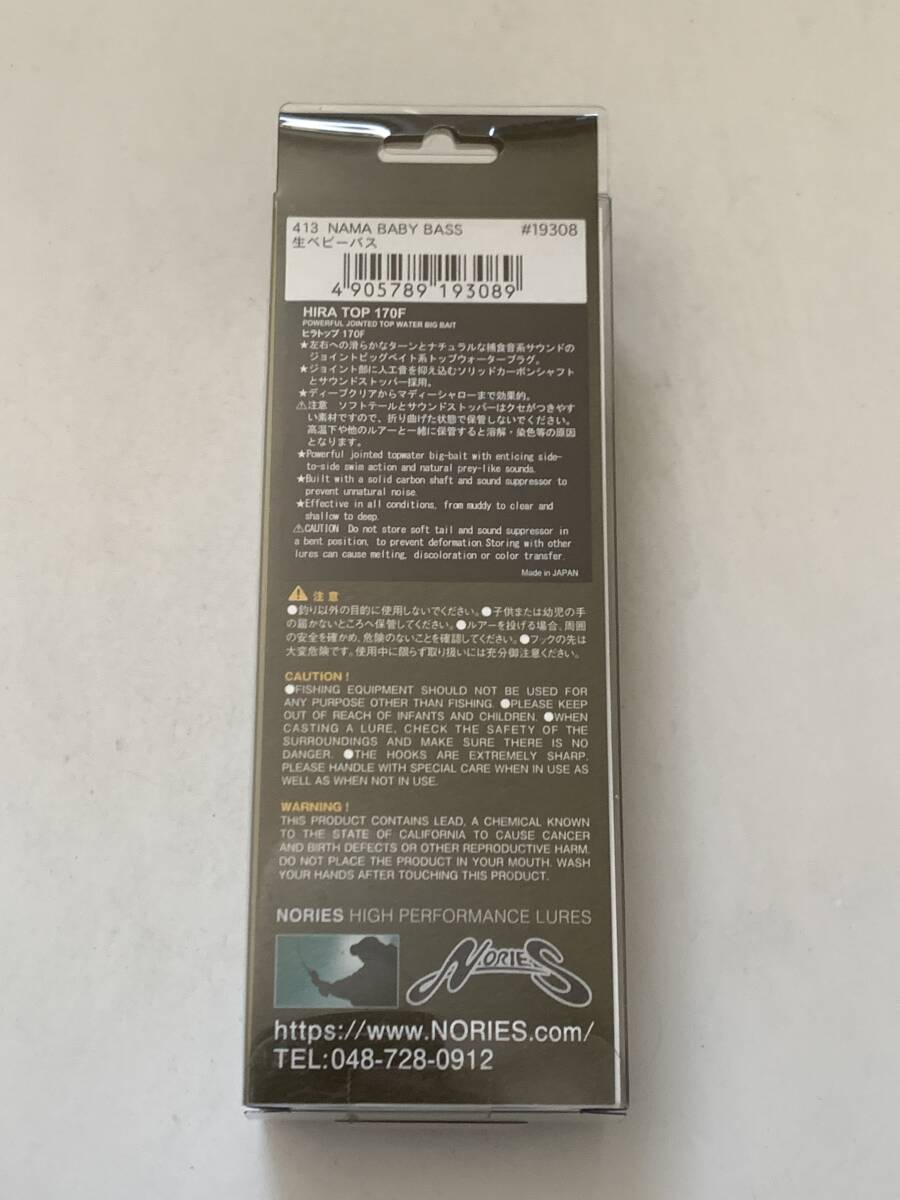 413 NAMA BABY BASS #19308
生ベビーバス
4 905789 193089
HIRA TOP 170F
POWERFUL JOINTED TOP WATER BIG BAIT
ヒラトップ 170F
★左右への滑らかなターンとナチュラルな捕食音系サウンドの
ジョイントビッグベイト系トップウォータープラグ。
★ジョイント部に人工音を抑え込むソリッドカーボンシャフト
とサウンドストッパー採用。
★ディープクリアからマディーシャローまで効果的。
⚠注意 ソフトテールとサウンドストッパーはクセがつきやす
い素材ですので、折り曲げた状態で保管しないでください。
高温下や他のルアーと一緒に保管すると溶解・染色等の原因
となります。
★Powerful jointed topwater big-bait with enticing side-
to-side swim action and natural prey-like sounds.
★Built with a solid carbon shaft and sound suppressor to
prevent unnatural noise.
★Effective in all conditions, from muddy to clear and
shallow to deep.
⚠CAUTION Do not store soft tail and sound suppressor in
a bent position, to prevent deformation.Storing with other
lures can cause melting, discoloration or color transfer.
Made in JAPAN
⚠ 注意
●釣り以外の目的に使用しないでください。●子供または幼児の手
の届かないところへ保管してください。●ルアーを投げる場合、周囲
の安全を確かめ、危険のないことを確認してください。●フックの先は
大変危険です。使用中に限らず取り扱いには充分御注意ください。
CAUTION !
●FISHING EQUIPMENT SHOULD NOT BE USED FOR
ANY PURPOSE OTHER THAN FISHING. ●PLEASE KEEP
OUT OF REACH OF INFANTS AND CHILDREN. ●WHEN
CASTING A LURE, CHECK THE SAFETY OF THE
SURROUNDINGS AND MAKE SURE THERE IS NO
DANGER. ●THE HOOKS ARE EXTREMELY SHARP.
PLEASE HANDLE WITH SPECIAL CARE WHEN IN USE AS
WELL AS WHEN NOT IN USE.
WARNING !
THIS PRODUCT CONTAINS LEAD, A CHEMICAL KNOWN
TO THE STATE OF CALIFORNIA TO CAUSE CANCER
AND BIRTH DEFECTS OR OTHER REPRODUCTIVE HARM.
DO NOT PLACE THE PRODUCT IN YOUR MOUTH. WASH
YOUR HANDS AFTER TOUCHING THIS PRODUCT.
NORIES HIGH PERFORMANCE LURES
NORIES
https://www.NORIES.com/
TEL:048-728-0912